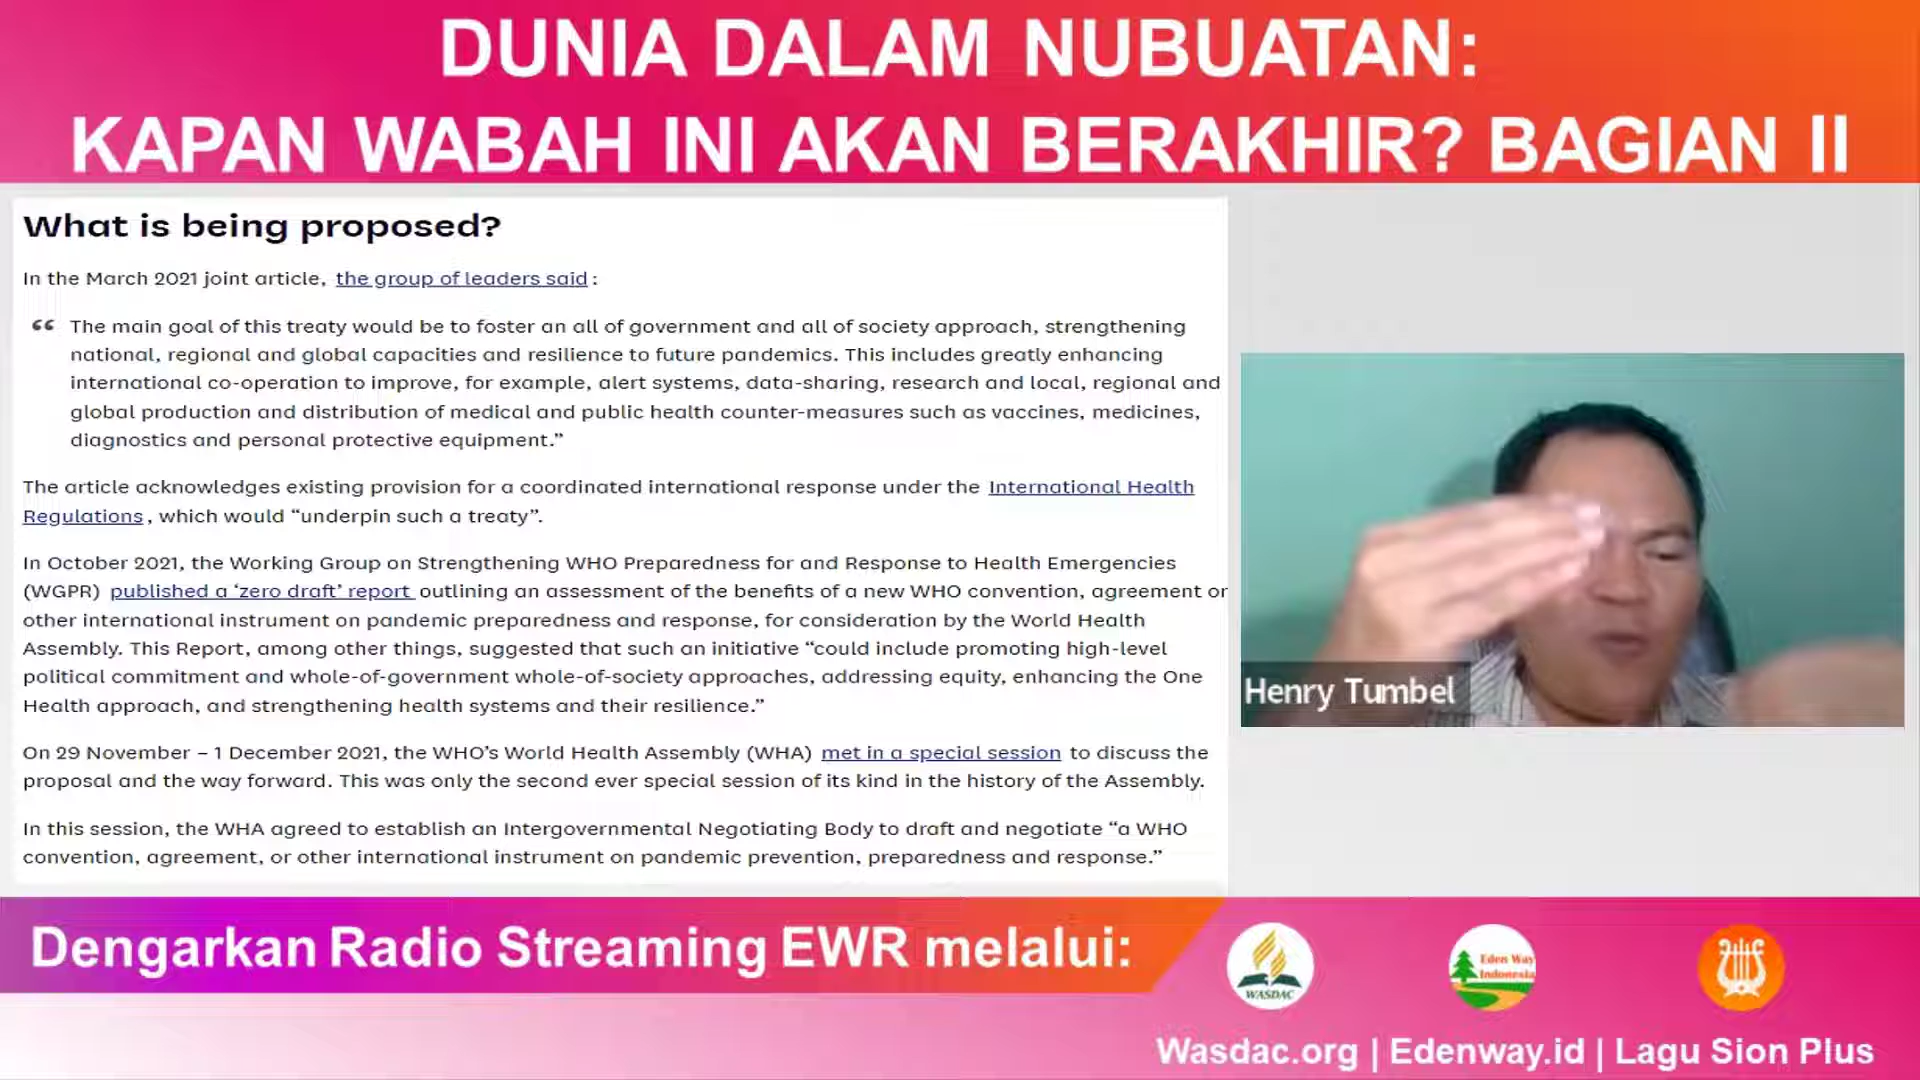 DUNIA DALAM NUBUATAN:
KAPAN WABAH INI AKAN BERAKHIR? BAGIAN II
What is being proposed?
In the March 2021 joint article, the group of leaders said :
“ The main goal of this treaty would be to foster an all of government and all of society approach, strengthening
national, regional and global capacities and resilience to future pandemics. This includes greatly enhancing
international co-operation to improve, for example, alert systems, data-sharing, research and local, regional and
global production and distribution of medical and public health counter-measures such as vaccines, medicines,
diagnostics and personal protective equipment.”
The article acknowledges existing provision for a coordinated international response under the International Health
Regulations , which would “underpin such a treaty”.
In October 2021, the Working Group on Strengthening WHO Preparedness for and Response to Health Emergencies
(WGPR) published a ‘zero draft’ report outlining an assessment of the benefits of a new WHO convention, agreement or
other international instrument on pandemic preparedness and response, for consideration by the World Health
Assembly. This Report, among other things, suggested that such an initiative “could include promoting high-level
political commitment and whole-of-government whole-of-society approaches, addressing equity, enhancing the One
Health approach, and strengthening health systems and their resilience.”
On 29 November – 1 December 2021, the WHO’s World Health Assembly (WHA) met in a special session to discuss the
proposal and the way forward. This was only the second ever special session of its kind in the history of the Assembly.
In this session, the WHA agreed to establish an Intergovernmental Negotiating Body to draft and negotiate “a WHO
convention, agreement, or other international instrument on pandemic prevention, preparedness and response.”
Henry Tumbel
Dengarkan Radio Streaming EWR melalui:
WASDAC
Eden Way
Indonesia
Wasdac.org | Edenway.id | Lagu Sion Plus